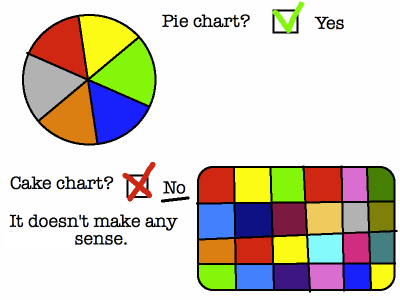 Pie chart? Yes
Cake chart? No
It doesn't make any
sense.